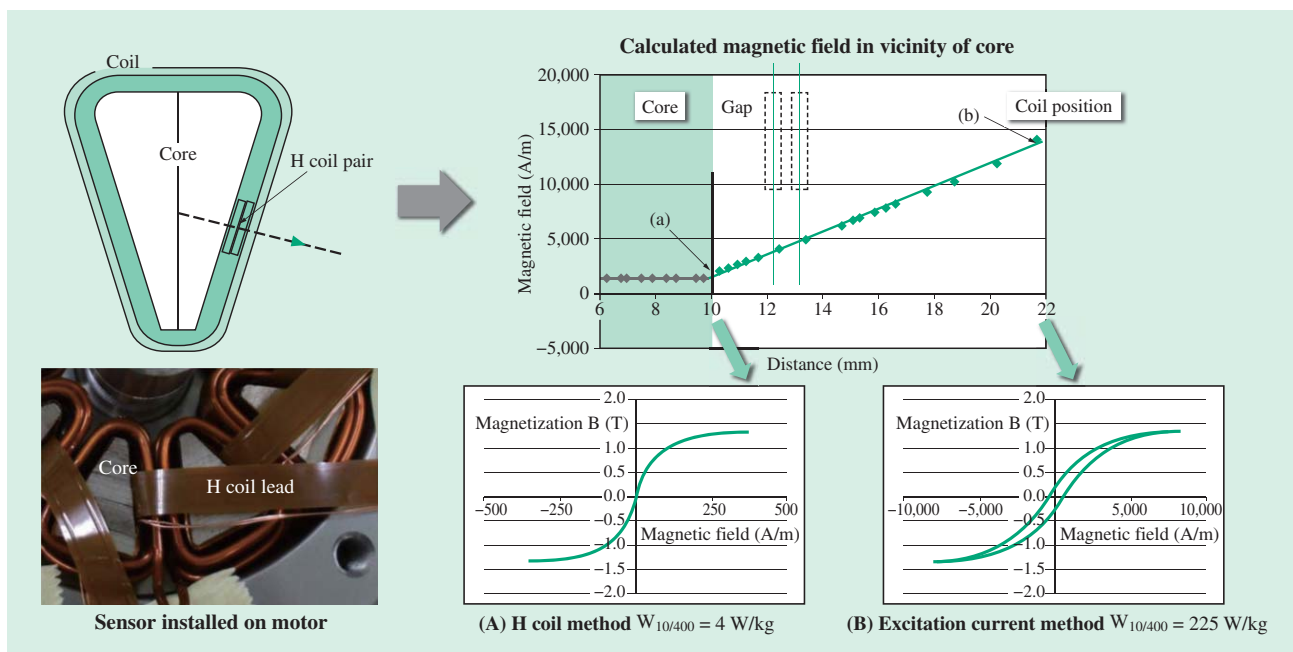 Coil
Core
H coil pair
Calculated magnetic field in vicinity of core
Magnetic field (A/m)
20,000
15,000
10,000
5,000
0
−5,000
Core
Gap
(b)
Coil position
(a)
6
8
10
12
14
16
18
20
22
Distance (mm)
Core
H coil lead
Sensor installed on motor
Magnetization B (T)
2.0
1.0
0.5
0.0
−0.5
−1.0
−1.5
−2.0
−500
−250
250
500
Magnetic field (A/m)
(A) H coil method W10/400 = 4 W/kg
Magnetization B (T)
2.0
1.0
0.5
0.0
−0.5
−1.0
−1.5
−2.0
−10,000
−5,000
5,000
10,000
Magnetic field (A/m)
(B) Excitation current method W10/400 = 225 W/kg